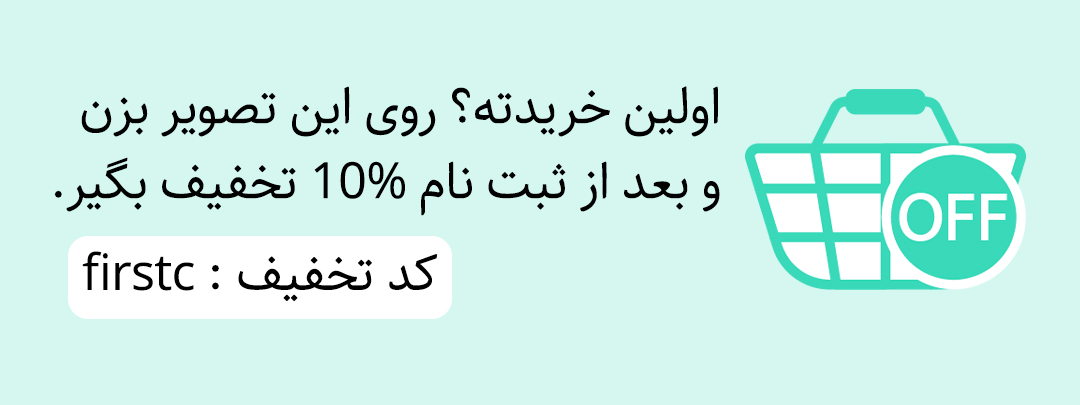 اولین خریدته؟ روی این تصویر بزن
و بعد از ثبت نام 10% تخفیف بگیر.
کد تخفیف : firstc
OFF